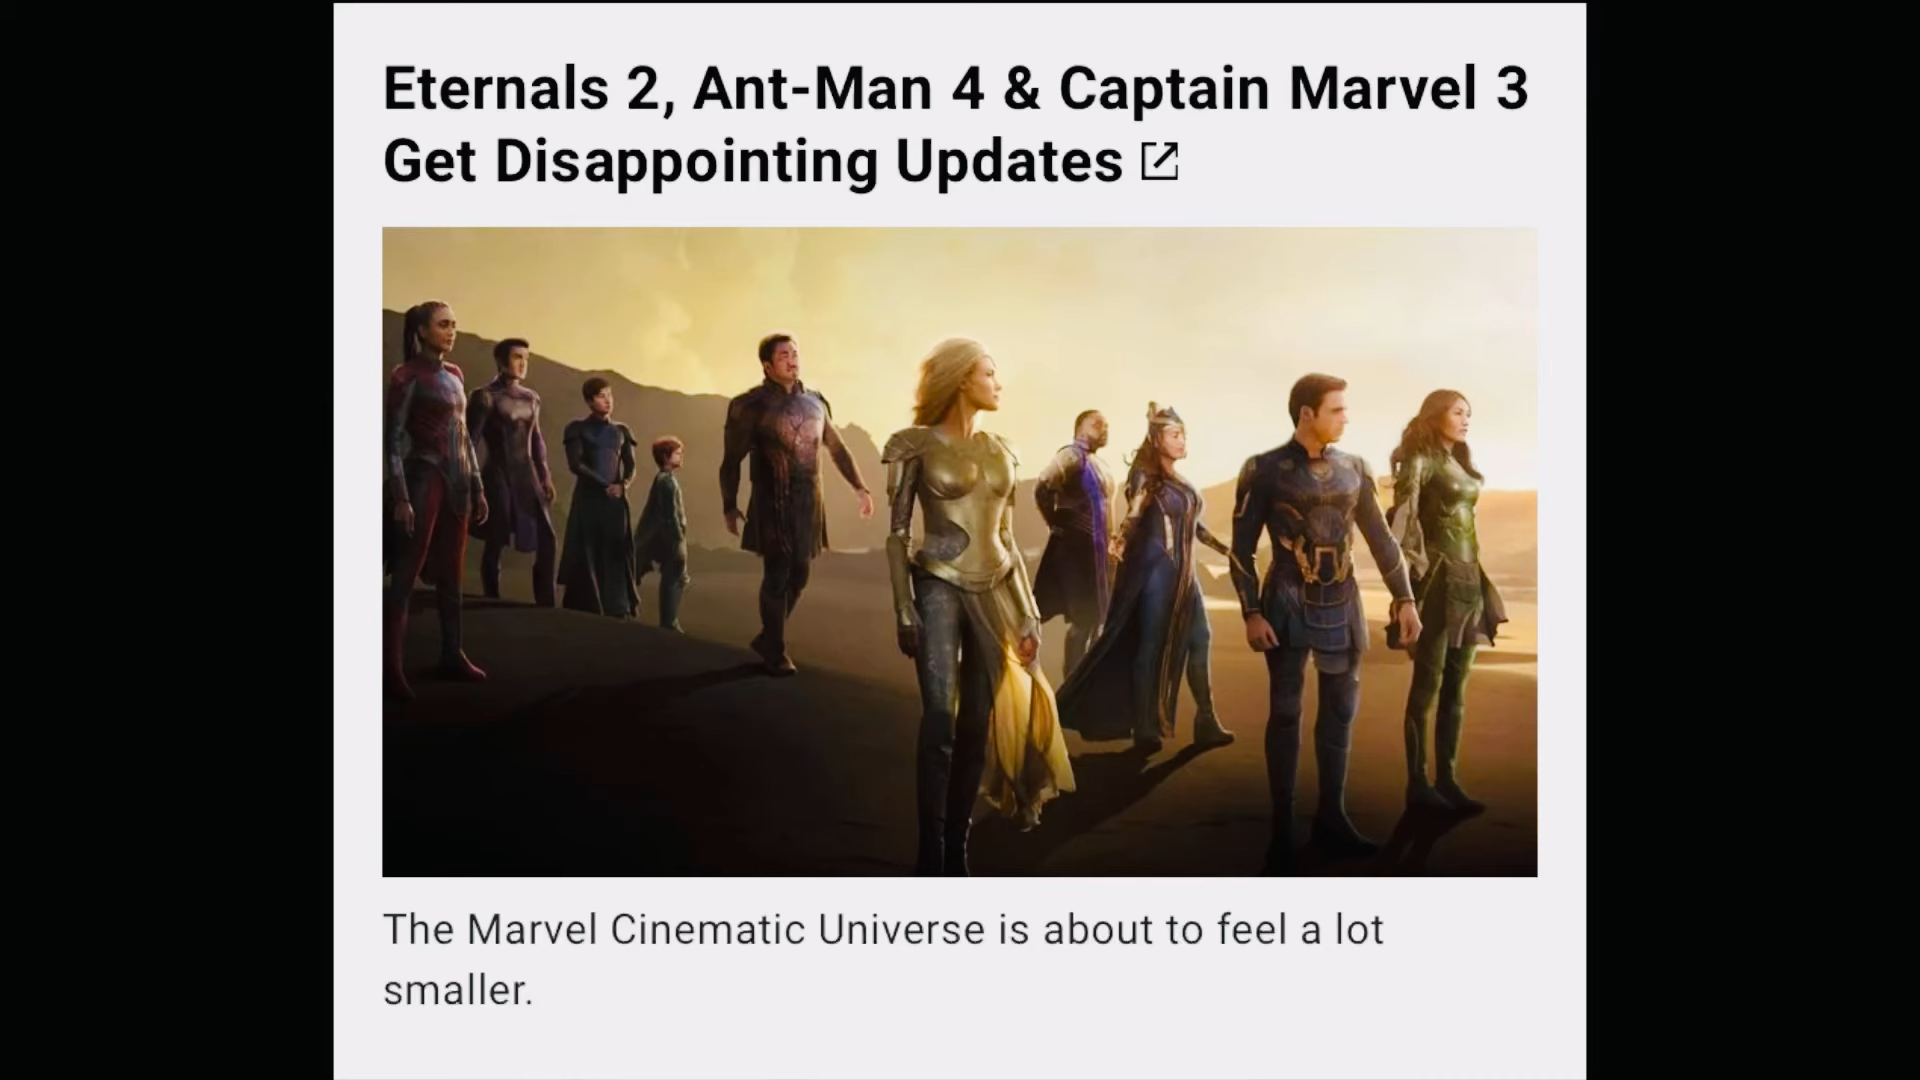 Eternals 2, Ant-Man 4 & Captain Marvel 3
Get Disappointing Updates
The Marvel Cinematic Universe is about to feel a lot
smaller.